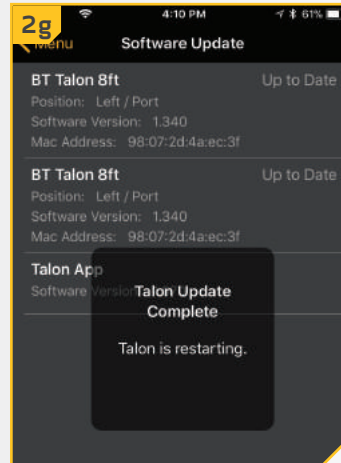 2g
4:10 PM
61%
Menu
Software Update
BT Talon 8ft
Up to Date
Position: Left / Port
Software Version: 1.340
Mac Address: 98:07:2d:4a:ec:3f
BT Talon 8ft
Up to Date
Position: Left / Port
Software Version: 1.340
Mac Address: 98:07:2d:4a:ec:3f
Talon App
Software Version
Talon Update
Complete
Talon is restarting.